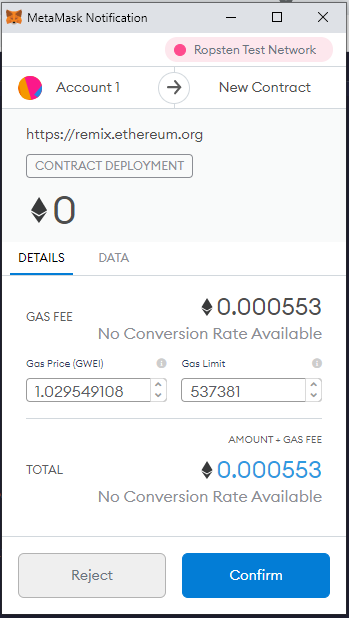 MetaMask Notification
Ropsten Test Network
Account 1 New Contract
https://remix.ethereum.org
CONTRACT DEPLOYMENT
0
DETAILS DATA
GAS FEE 0.000553
No Conversion Rate Available
Gas Price (GWEI) Gas Limit
1.029549108 537381
AMOUNT + GAS FEE
TOTAL 0.000553
No Conversion Rate Available
Reject Confirm